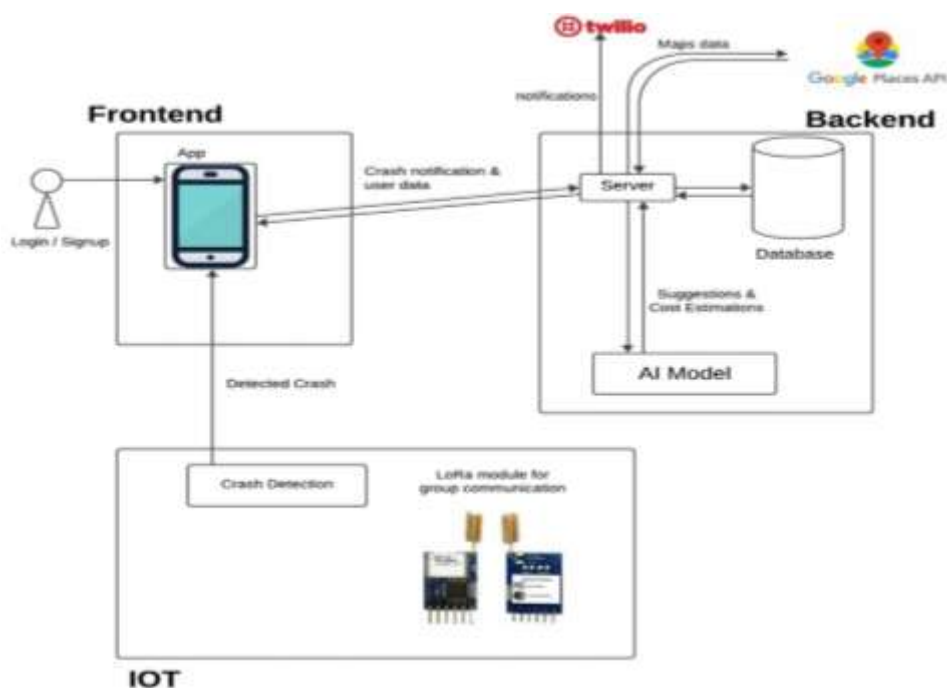 twilio
Maps data
Google Places API
notifications
Frontend
Backend
App
Crash notification &
user data
Server
Login / Signup
Database
Suggestions &
Cost Estimations
AI Model
Detected Crash
Crash Detection
LoRa module for
group communication
IOT